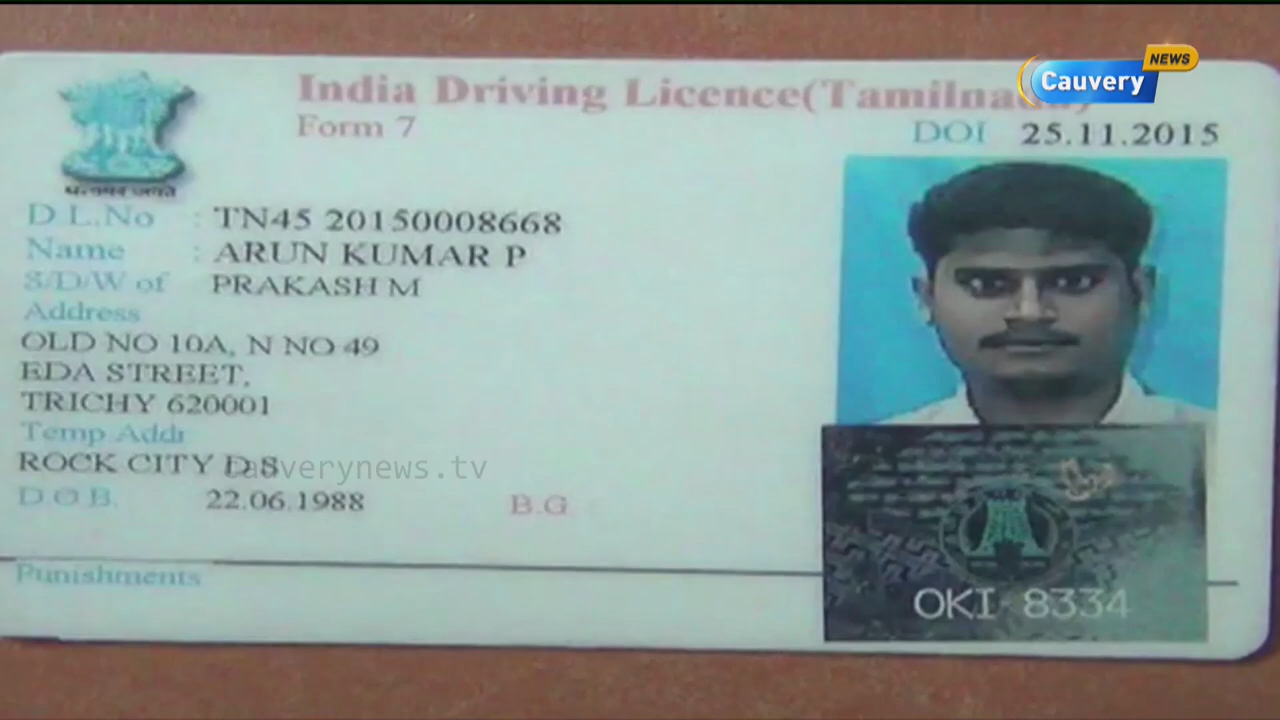 Cauvery NEWS
India Driving Licence(Tamilnadu)
Form 7
DOI 25.11.2015
D L.No : TN45 20150008668
Name : ARUN KUMAR P
S/D/W of PRAKASH M
Address
OLD NO 10A, N NO 49
EDA STREET,
TRICHY 620001
Temp Addr
ROCK CITY D S
cauverynews.tv
D O B. 22.06.1988 B.G
Punishments
OKI 8334